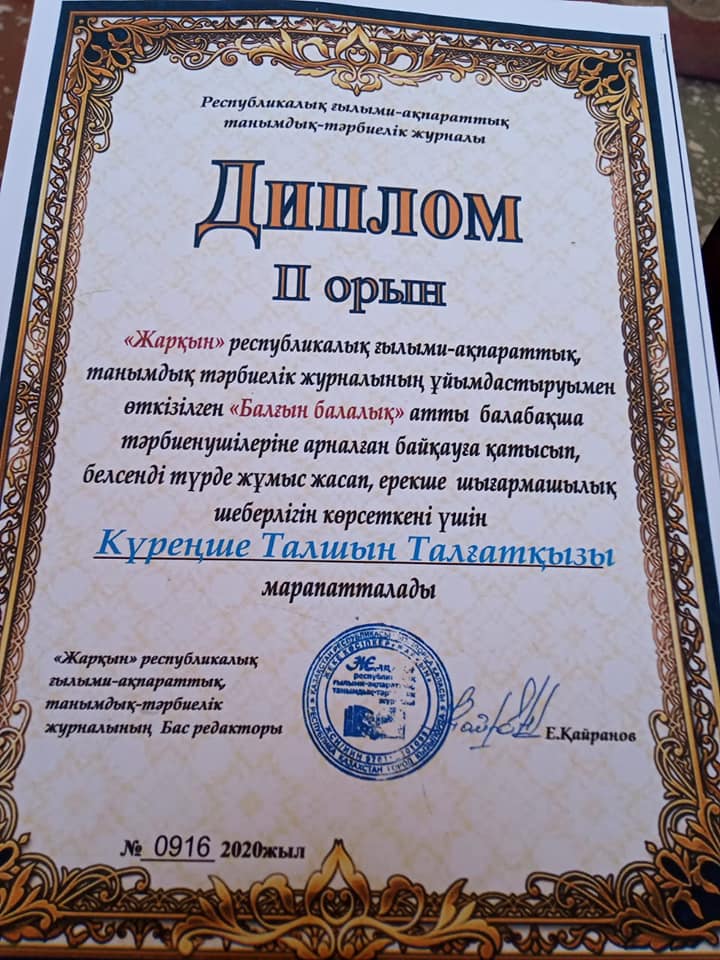 Республикалық ғылыми-ақпараттық
танымдық-тәрбиелік журналы
Диплом
II орын
«Жарқын» республикалық ғылыми-ақпараттық,
танымдық тәрбиелік журналының ұйымдастыруымен
өткізілген «Балғын балалық» атты балабақша
тәрбиенушілеріне арналған байқауға қатысып,
белсенді түрде жұмыс жасап, ерекше шығармашылық
шеберлігін көрсеткені үшін
Күреңше Талшын Талғатқызы
марапатталады
«Жарқын» республикалық
ғылыми-ақпараттық,
танымдық-тәрбиелік
журналының Бас редакторы
Е.Қайранов
№ 0916 2020жыл